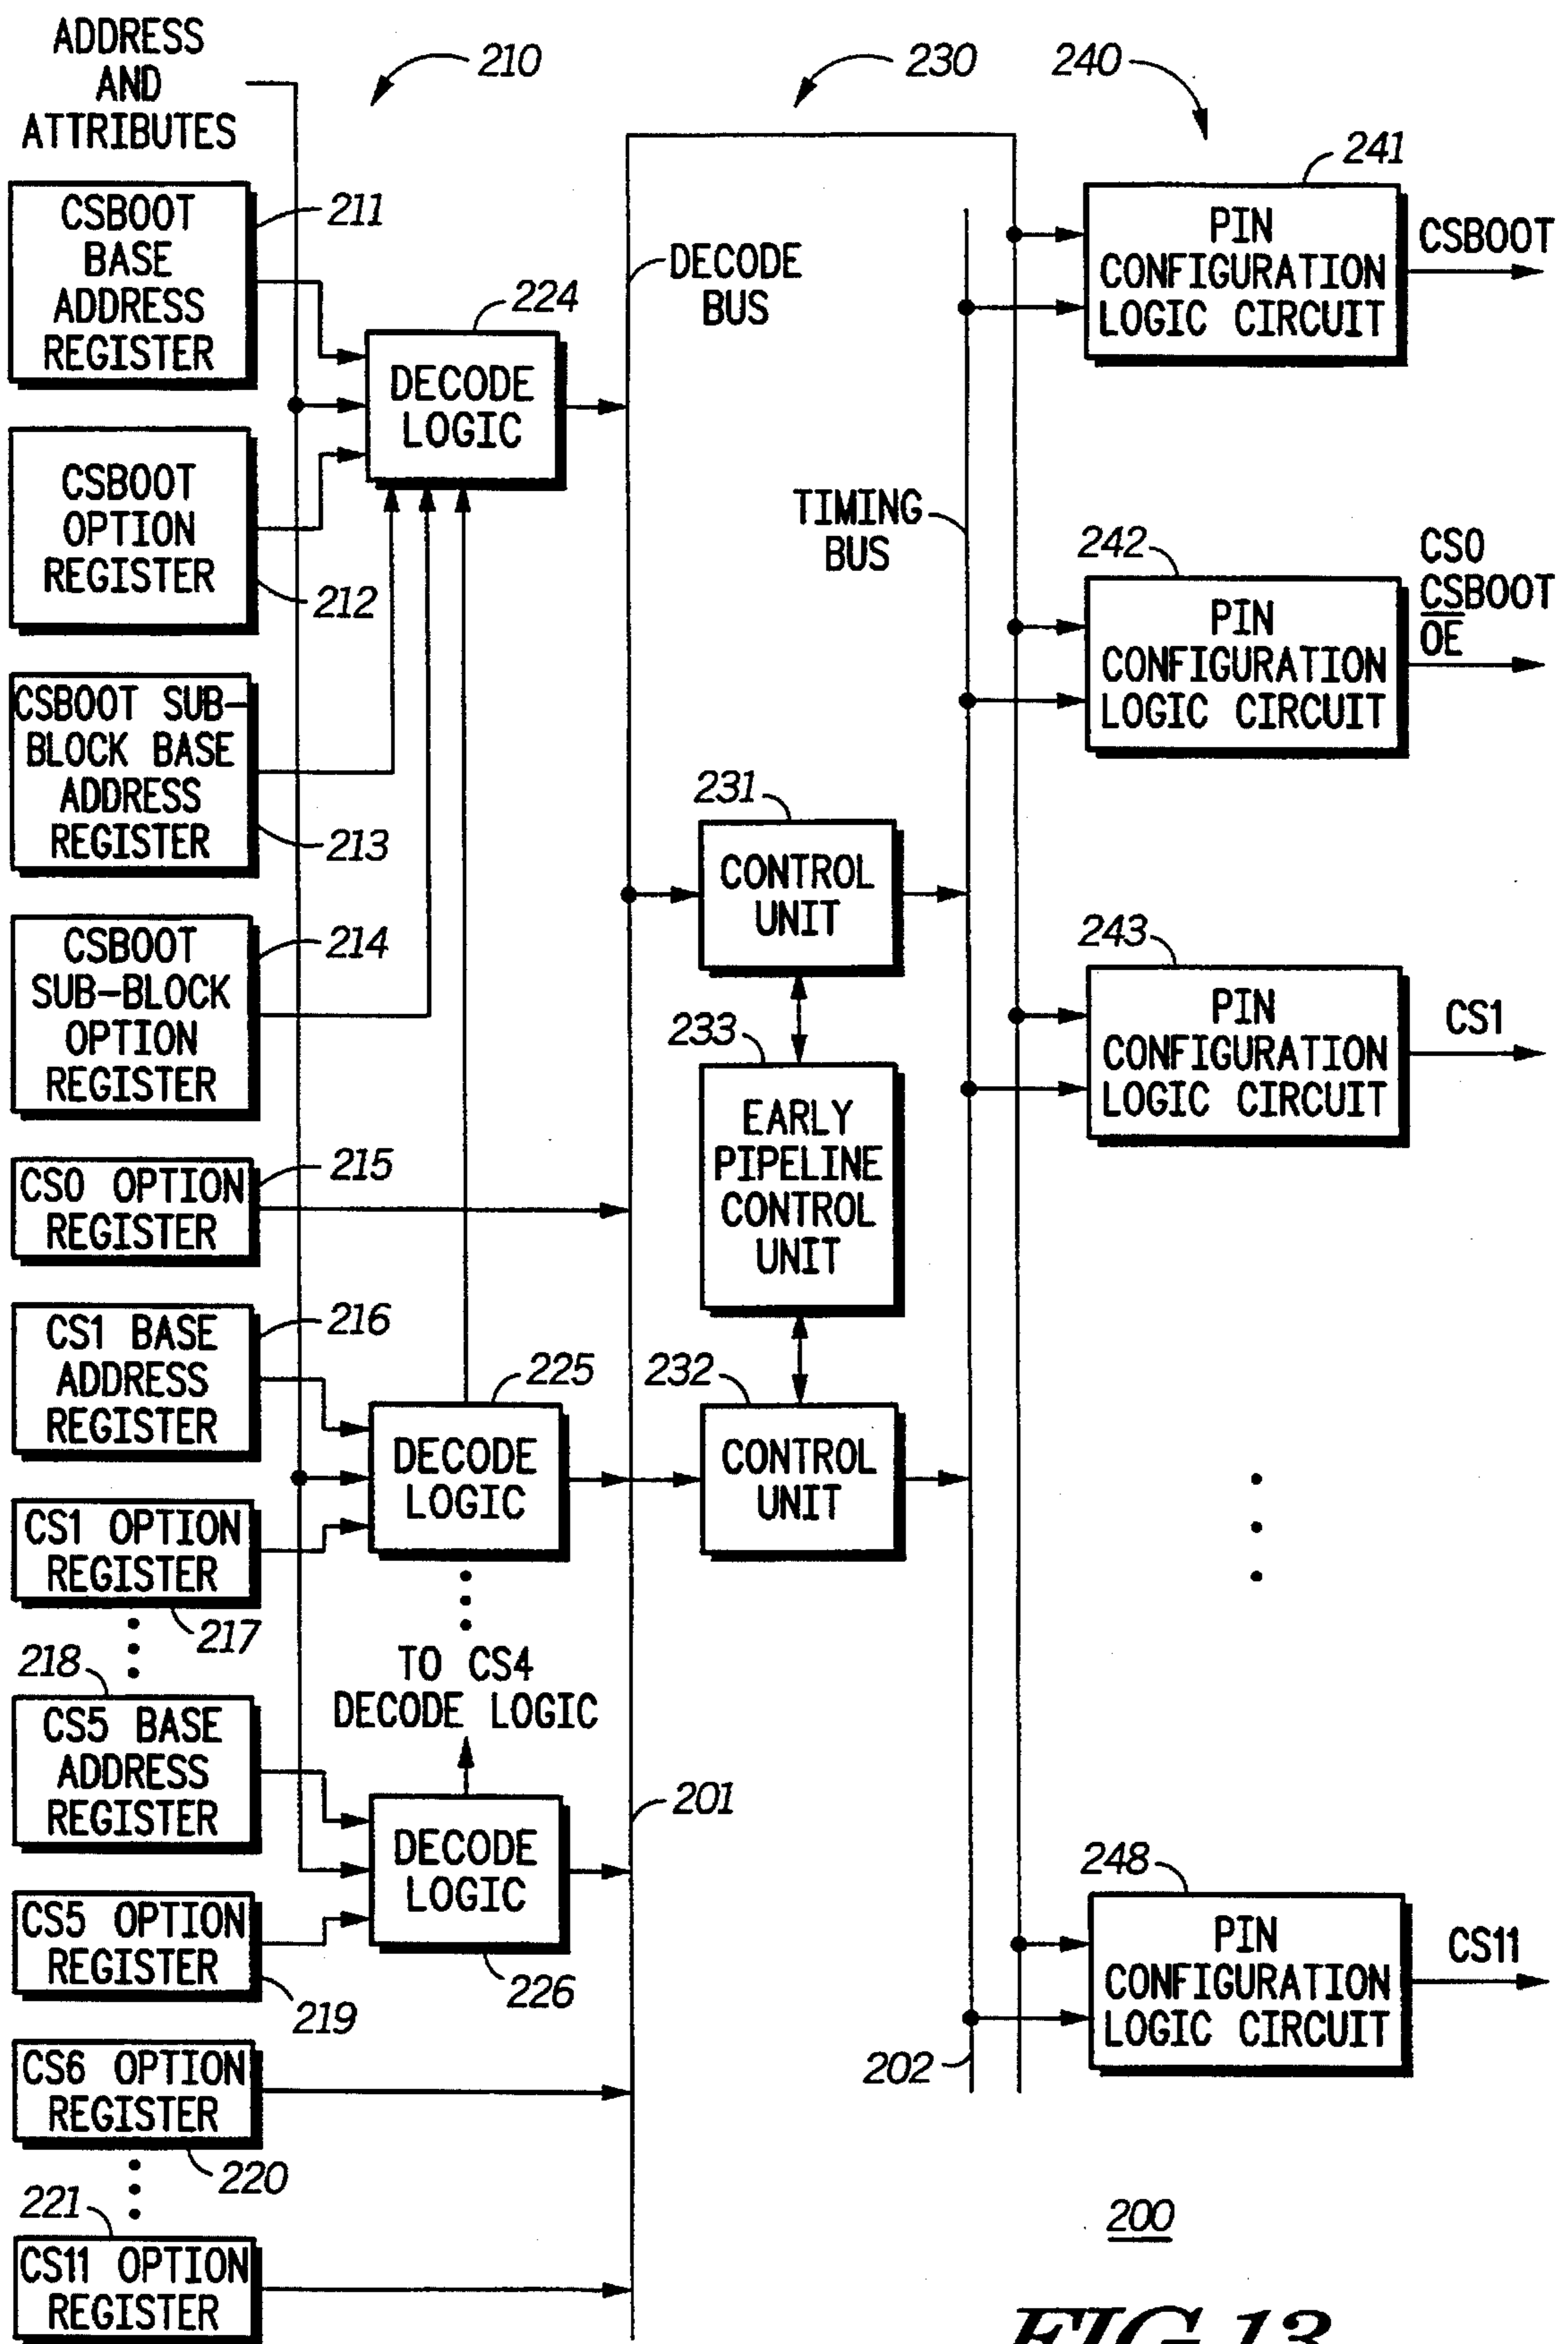 ADDRESS
AND
ATTRIBUTES
210
230
240
CSBOOT
BASE
ADDRESS
REGISTER
211
CSBOOT
OPTION
REGISTER
212
CSBOOT SUB-
BLOCK BASE
ADDRESS
REGISTER
213
CSBOOT
SUB-BLOCK
OPTION
REGISTER
214
CS0 OPTION
REGISTER
215
CS1 BASE
ADDRESS
REGISTER
216
CS1 OPTION
REGISTER
217
218
CS5 BASE
ADDRESS
REGISTER
CS5 OPTION
REGISTER
219
CS6 OPTION
REGISTER
220
221
CS11 OPTION
REGISTER
224
DECODE
LOGIC
225
DECODE
LOGIC
TO CS4
DECODE LOGIC
DECODE
LOGIC
226
DECODE
BUS
201
231
CONTROL
UNIT
233
EARLY
PIPELINE
CONTROL
UNIT
232
CONTROL
UNIT
TIMING
BUS
202
241
PIN
CONFIGURATION
LOGIC CIRCUIT
CSBOOT
242
PIN
CONFIGURATION
LOGIC CIRCUIT
CS0
CSBOOT
OE
243
PIN
CONFIGURATION
LOGIC CIRCUIT
CS1
248
PIN
CONFIGURATION
LOGIC CIRCUIT
CS11
200
FIG.13